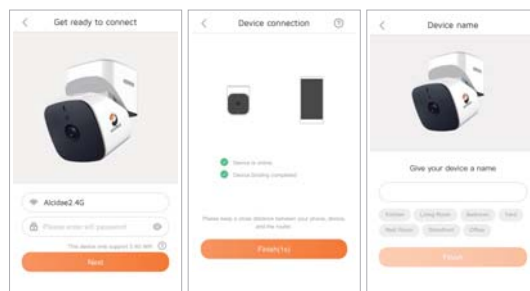 Get ready to connect
Alcidae2.4G
Please enter wifi password
This device only support 2.4G WiFi
Next
Device connection
Device is online
Device binding completed
Please keep a close distance between your phone, device,
and the router
Finish(1s)
Device name
Give your device a name
Kitchen Living Room Bedroom Yard
Meet Room Storefront Office
Finish